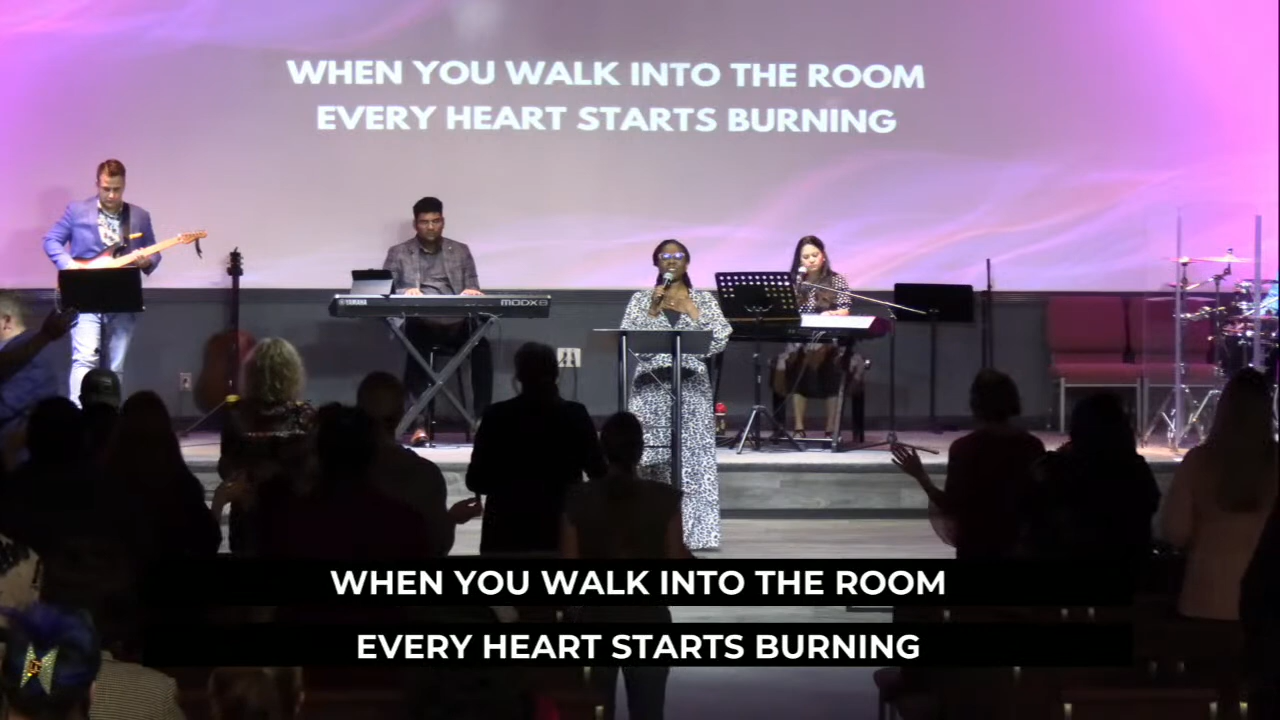 WHEN YOU WALK INTO THE ROOM
EVERY HEART STARTS BURNING
YAMAHA
MODX8
WHEN YOU WALK INTO THE ROOM
EVERY HEART STARTS BURNING